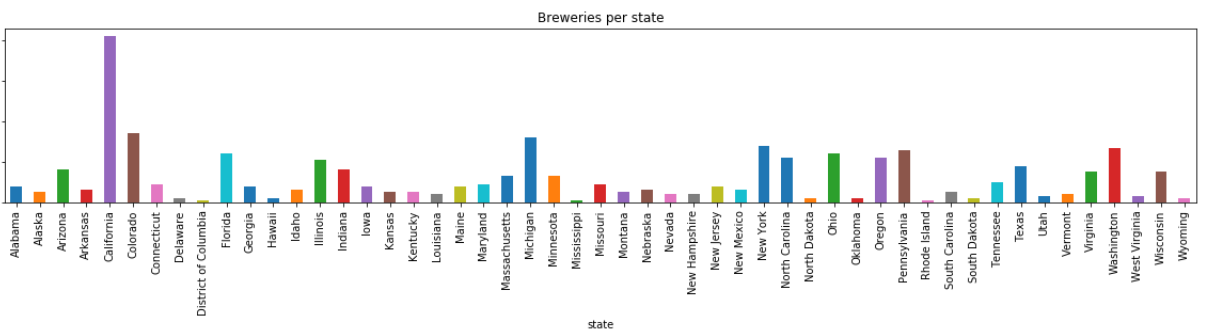 Breweries per state
Alabama
Alaska
Arizona
Arkansas
California
Colorado
Connecticut
Delaware
District of Columbia
Florida
Georgia
Hawaii
Idaho
Illinois
Indiana
Iowa
Kansas
Kentucky
Louisiana
Maine
Maryland
Massachusetts
Michigan
Minnesota
Mississippi
Missouri
Montana
Nebraska
Nevada
New Hampshire
New Jersey
New Mexico
New York
North Carolina
North Dakota
Ohio
Oklahoma
Oregon
Pennsylvania
Rhode Island
South Carolina
South Dakota
Tennessee
Texas
Utah
Vermont
Virginia
Washington
West Virginia
Wisconsin
Wyoming
state